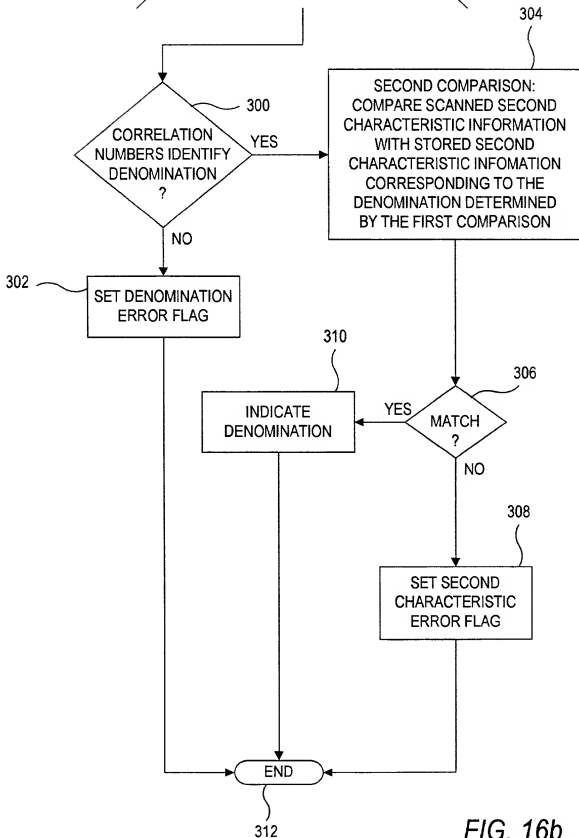 304
SECOND COMPARISON:
COMPARE SCANNED SECOND
CHARACTERISTIC INFORMATION
WITH STORED SECOND
CHARACTERISTIC INFOMATION
CORRESPONDING TO THE
DENOMINATION DETERMINED
BY THE FIRST COMPARISON
300
CORRELATION
NUMBERS IDENTIFY
DENOMINATION
?
YES
NO
302
SET DENOMINATION
ERROR FLAG
310
INDICATE
DENOMINATION
306
YES
MATCH
?
NO
308
SET SECOND
CHARACTERISTIC
ERROR FLAG
END
312
FIG. 16b